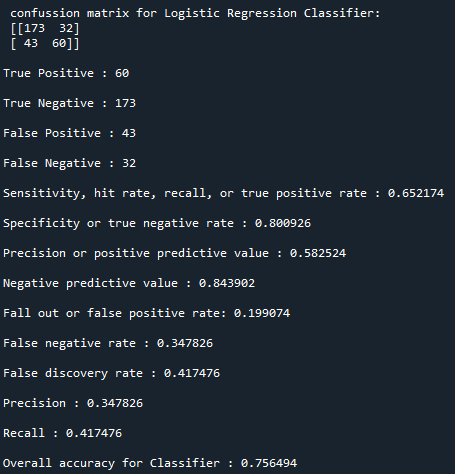 confussion matrix for Logistic Regression Classifier:
[[173  32]
 [ 43  60]]
True Positive : 60
True Negative : 173
False Positive : 43
False Negative : 32
Sensitivity, hit rate, recall, or true positive rate : 0.652174
Specificity or true negative rate : 0.800926
Precision or positive predictive value : 0.582524
Negative predictive value : 0.843902
Fall out or false positive rate: 0.199074
False negative rate : 0.347826
False discovery rate : 0.417476
Precision : 0.347826
Recall : 0.417476
Overall accuracy for Classifier : 0.756494